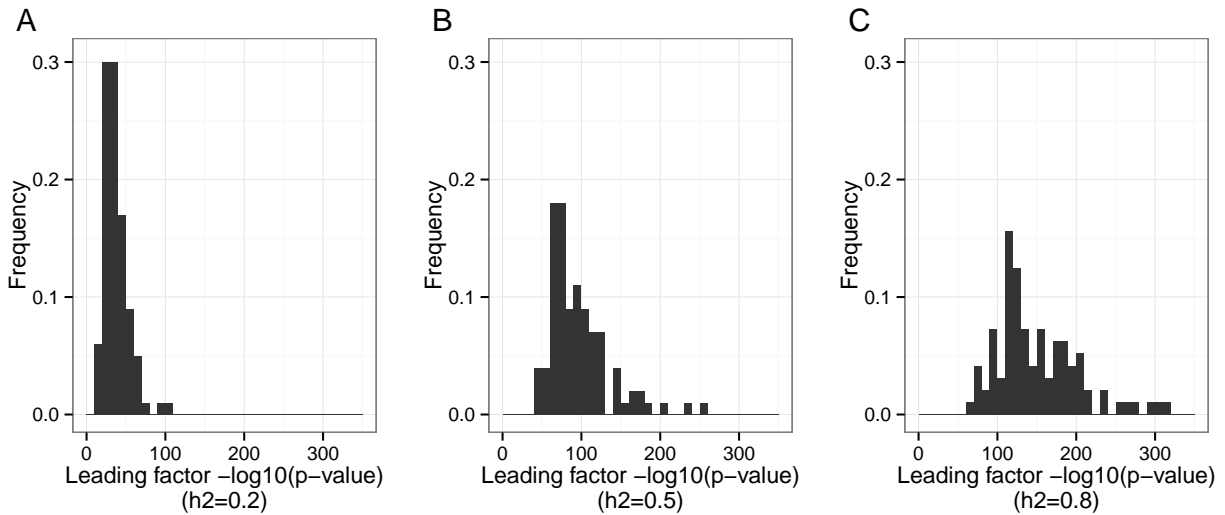 A
0.3
0.2
0.1
0.0
Frequency
0 100 200 300
Leading factor −log10(p−value)
(h2=0.2)
B
0.3
0.2
0.1
0.0
Frequency
0 100 200 300
Leading factor −log10(p−value)
(h2=0.5)
C
0.3
0.2
0.1
0.0
Frequency
0 100 200 300
Leading factor −log10(p−value)
(h2=0.8)